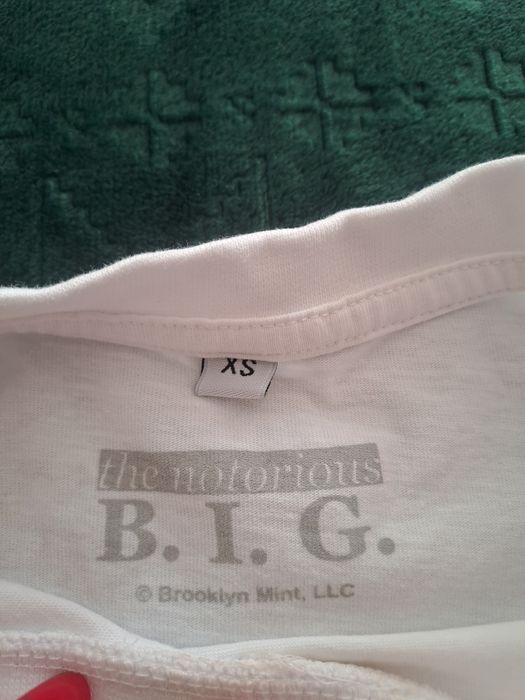 XS
the notorious
B. I. G.
© Brooklyn Mint, LLC